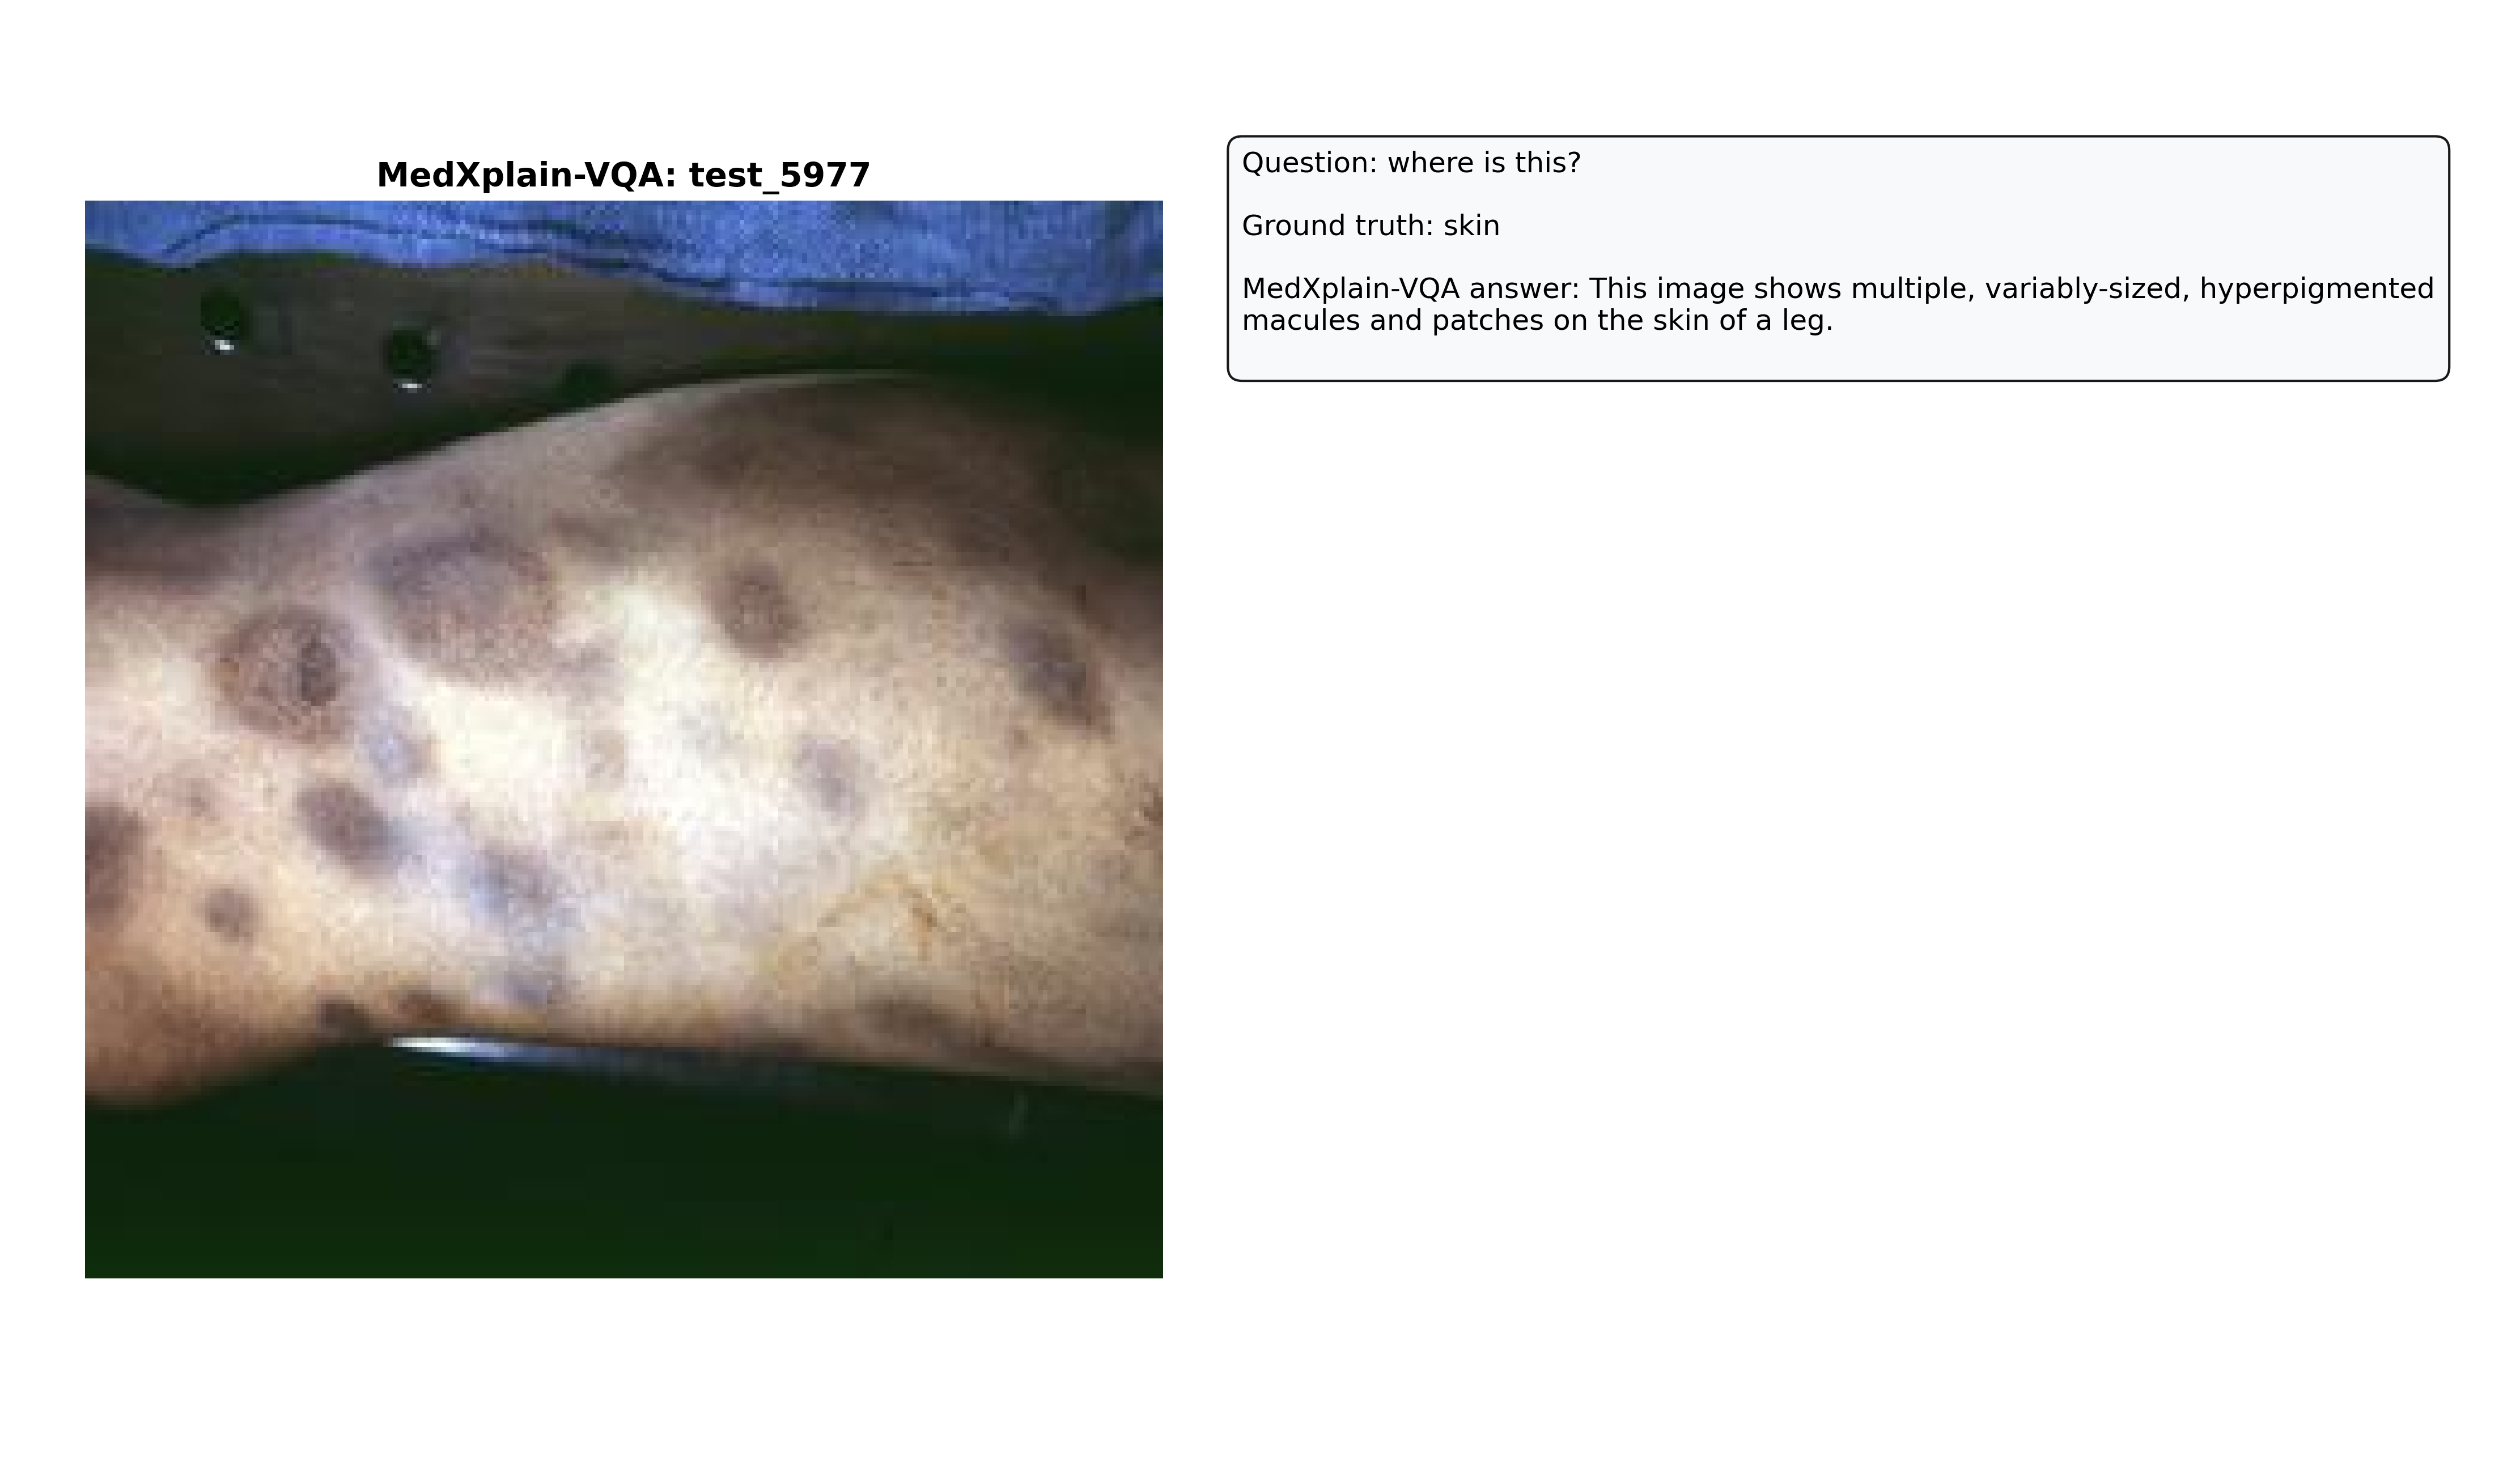 MedXplain-VQA: test_5977
Question: where is this?
Ground truth: skin
MedXplain-VQA answer: This image shows multiple, variably-sized, hyperpigmented
macules and patches on the skin of a leg.